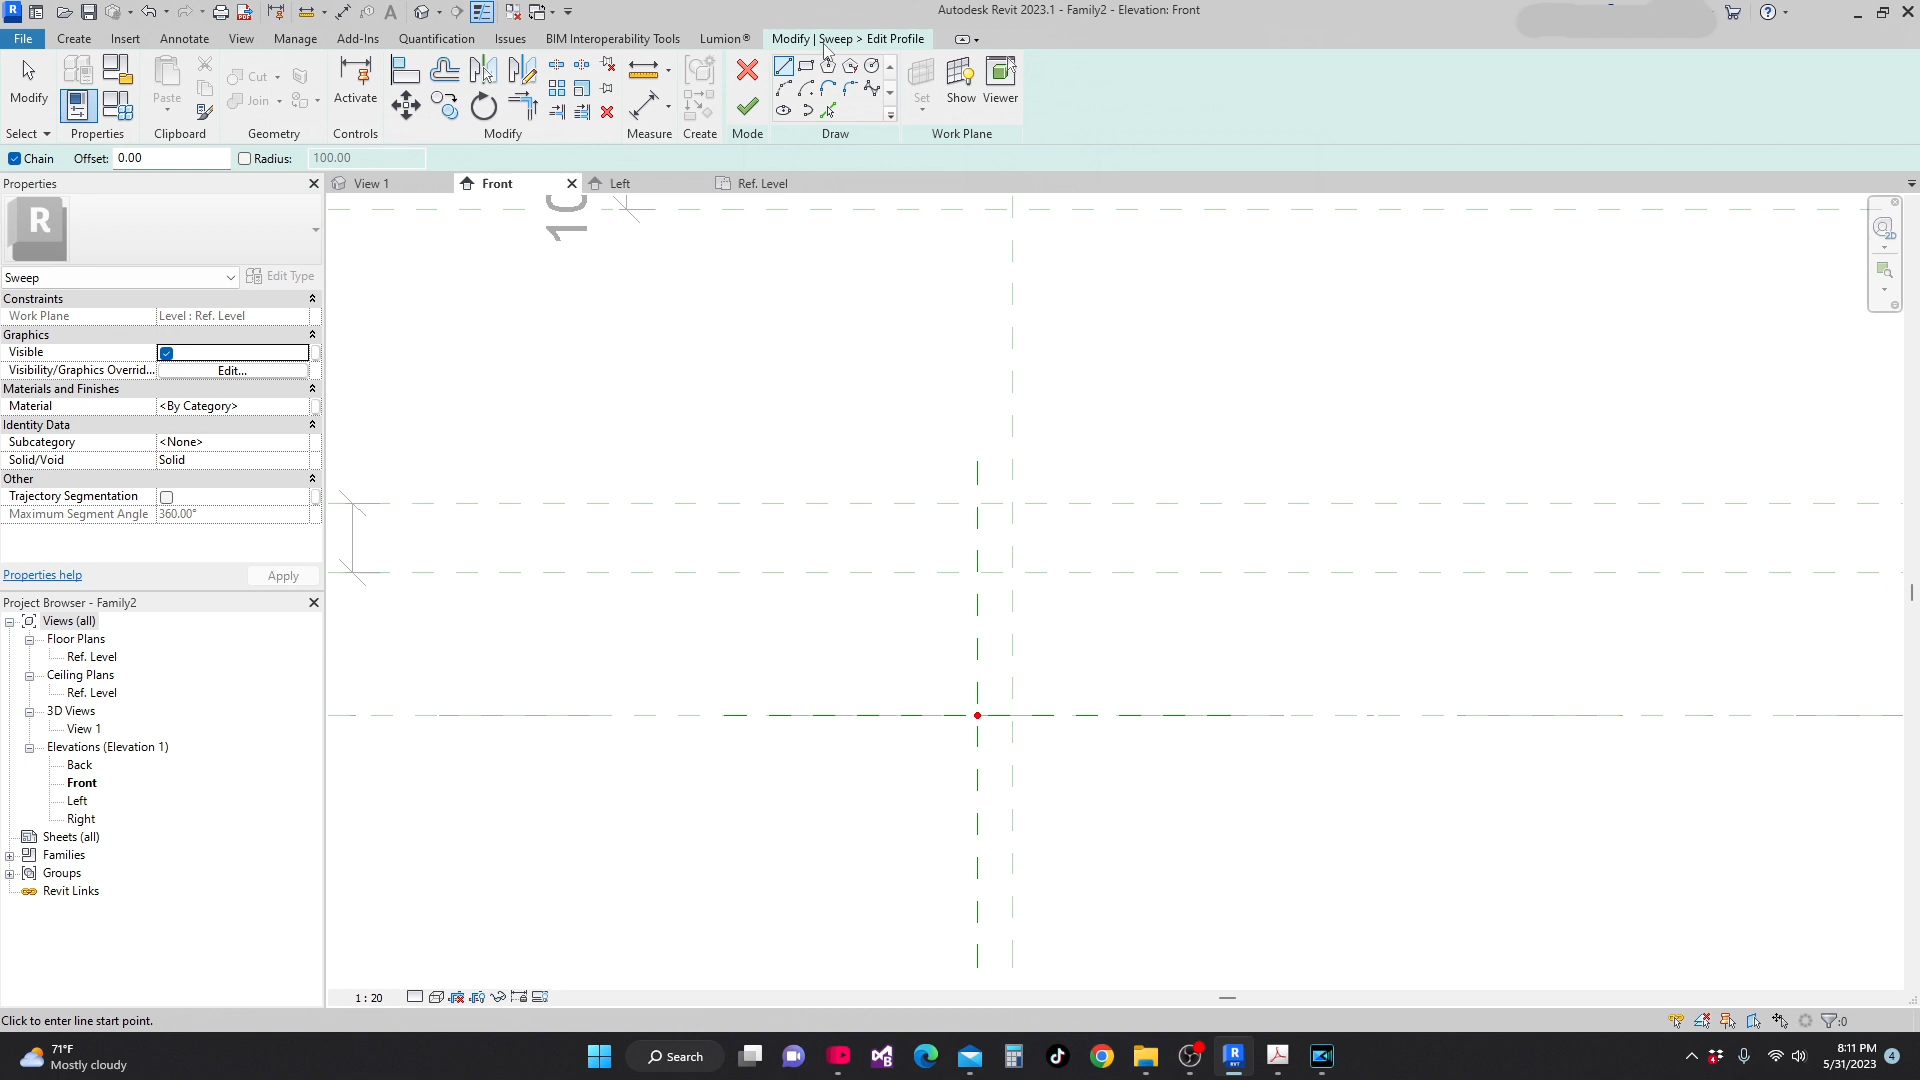 Autodesk Revit 2023.1 - Family2 - Elevation: Front
File Create Insert Annotate View Manage Add-Ins Quantification Issues BIM Interoperability Tools Lumion® Modify | Sweep > Edit Profile
Modify Paste Cut Join Activate Set Show Viewer
Select Properties Clipboard Geometry Controls Modify Measure Create Mode Draw Work Plane
Chain Offset: 0.00 Radius: 100.00
Properties
View 1 Front Left Ref. Level
R
10
2D
Sweep Edit Type
Constraints
Work Plane Level : Ref. Level
Graphics
Visible
Visibility/Graphics Overrid... Edit...
Materials and Finishes
Material <By Category>
Identity Data
Subcategory <None>
Solid/Void Solid
Other
Trajectory Segmentation
Maximum Segment Angle 360.00°
Properties help Apply
Project Browser - Family2
Views (all)
Floor Plans
Ref. Level
Ceiling Plans
Ref. Level
3D Views
View 1
Elevations (Elevation 1)
Back
Front
Left
Right
Sheets (all)
Families
Groups
Revit Links
1 : 20
Click to enter line start point.
:0
71°F
Mostly cloudy
Search
8:11 PM
5/31/2023
4